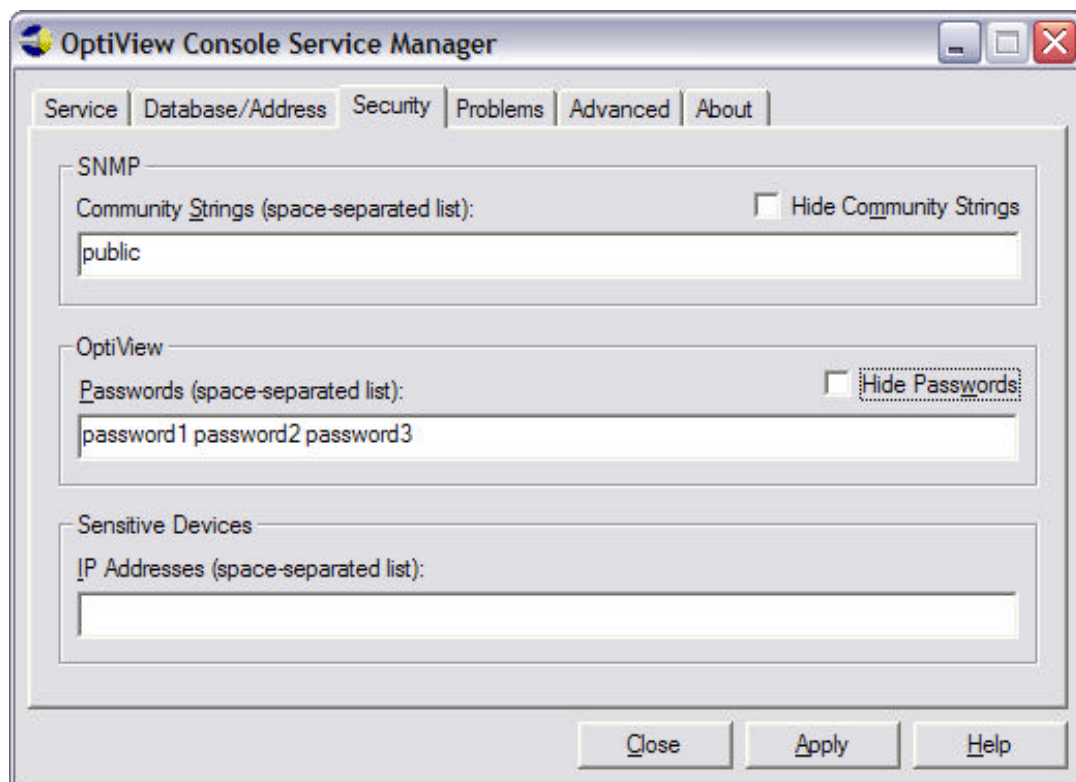 OptiView Console Service Manager
Service Database/Address Security Problems Advanced About
SNMP
Community Strings (space-separated list): Hide Community Strings
public
OptiView
Passwords (space-separated list): Hide Passwords
password1 password2 password3
Sensitive Devices
IP Addresses (space-separated list):
Close Apply Help